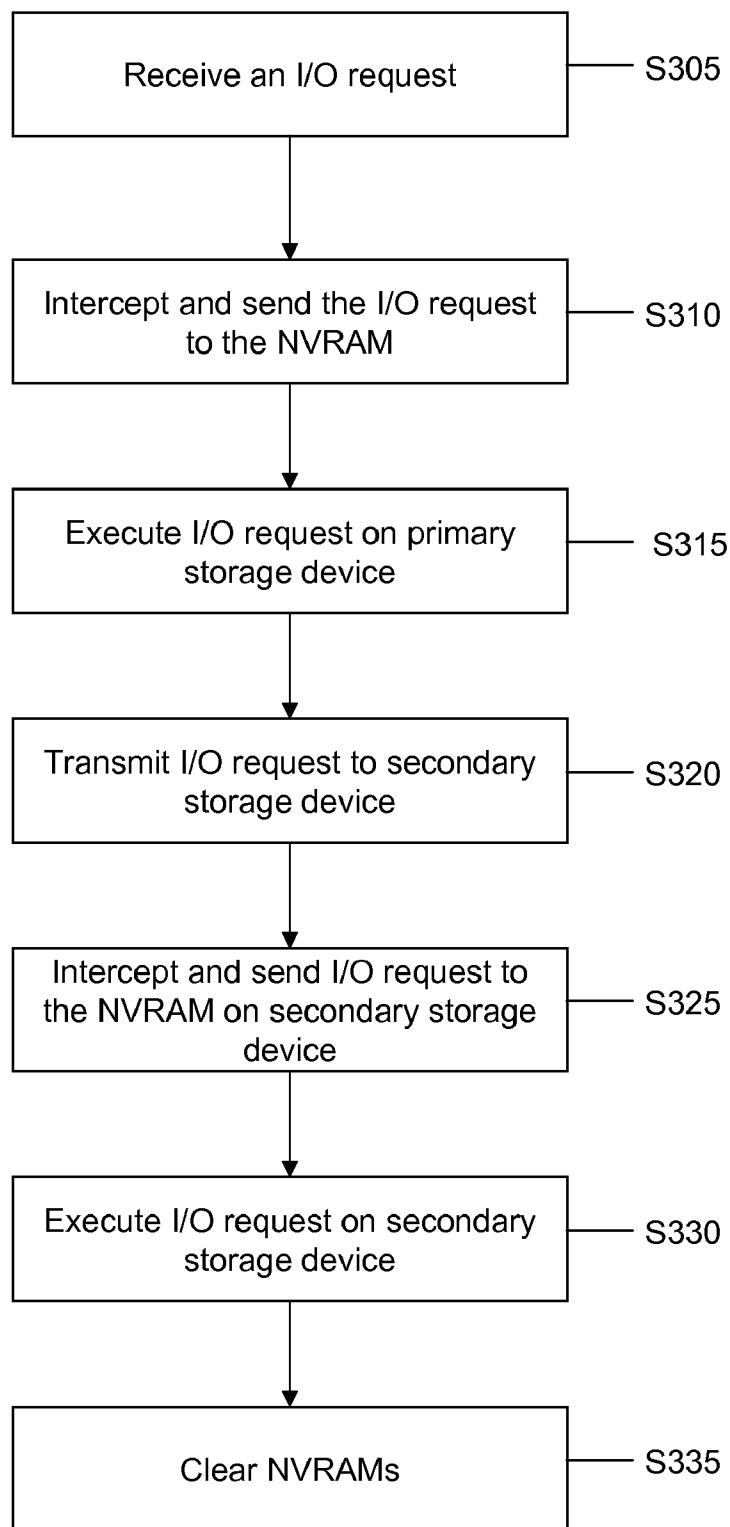 Receive an I/O request
S305
Intercept and send the I/O request
to the NVRAM
S310
Execute I/O request on primary
storage device
S315
Transmit I/O request to secondary
storage device
S320
Intercept and send I/O request to
the NVRAM on secondary storage
device
S325
Execute I/O request on secondary
storage device
S330
Clear NVRAMs
S335